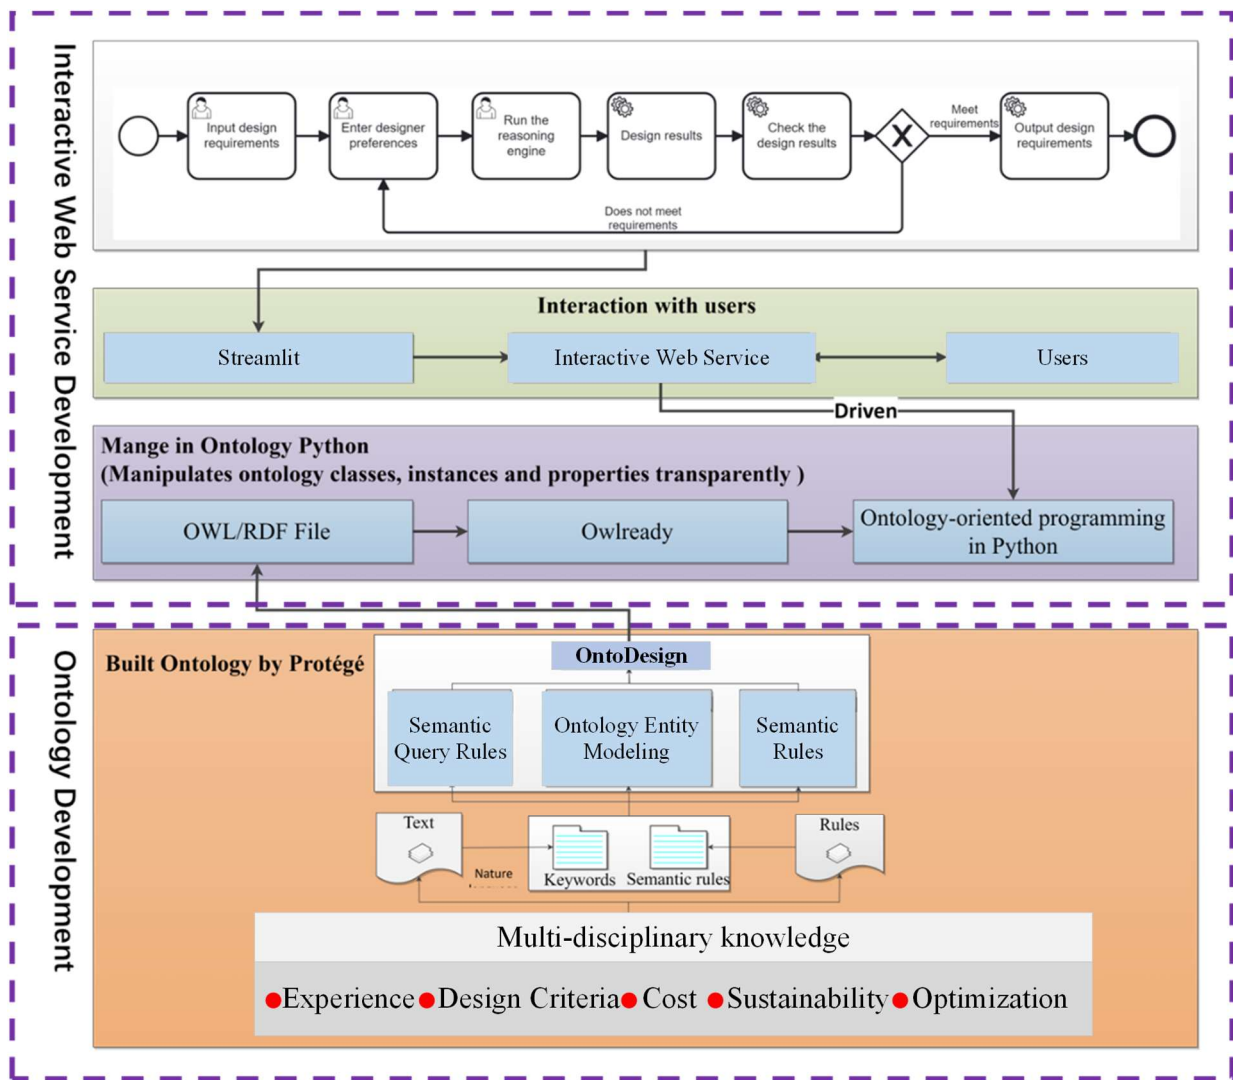 Interactive Web Service Development
Input design
requirements
Enter designer
preferences
Run the
reasoning
engine
Design results
Check the
design results
X
Meet
requirements
Output design
requirements
Does not meet
requirements
Interaction with users
Streamlit
Interactive Web Service
Users
Driven
Mange in Ontology Python
(Manipulates ontology classes, instances and properties transparently )
OWL/RDF File
Owlready
Ontology-oriented programming
in Python
Ontology Development
Built Ontology by Protégé
OntoDesign
Semantic
Query Rules
Ontology Entity
Modeling
Semantic
Rules
Text
Nature
Keywords
Semantic rules
Rules
Multi-disciplinary knowledge
●Experience●Design Criteria● Cost ●Sustainability● Optimization